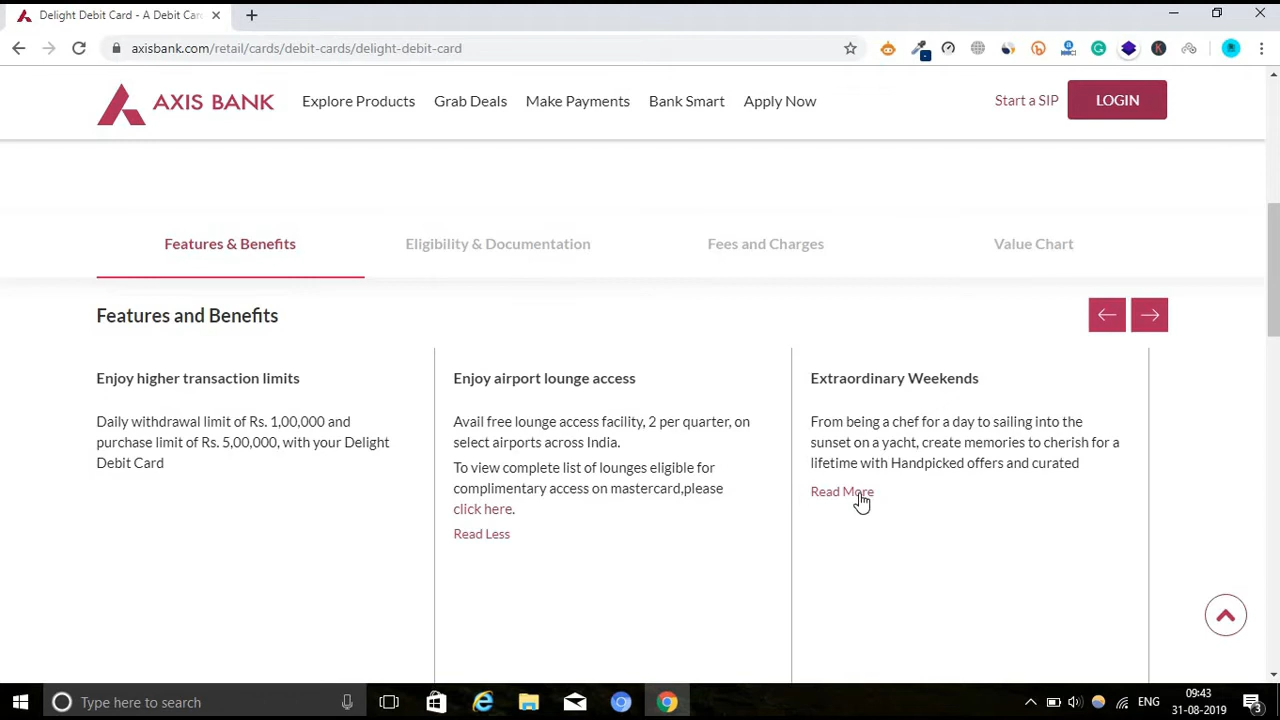 Delight Debit Card - A Debit Car
axisbank.com/retail/cards/debit-cards/delight-debit-card
AXIS BANK
Explore Products
Grab Deals
Make Payments
Bank Smart
Apply Now
Start a SIP
LOGIN
Features & Benefits
Eligibility & Documentation
Fees and Charges
Value Chart
Features and Benefits
Enjoy higher transaction limits
Daily withdrawal limit of Rs. 1,00,000 and
purchase limit of Rs. 5,00,000, with your Delight
Debit Card
Enjoy airport lounge access
Avail free lounge access facility, 2 per quarter, on
select airports across India.
To view complete list of lounges eligible for
complimentary access on mastercard,please
click here.
Read Less
Extraordinary Weekends
From being a chef for a day to sailing into the
sunset on a yacht, create memories to cherish for a
lifetime with Handpicked offers and curated
Read More
Type here to search
ENG
09:43
31-08-2019
3